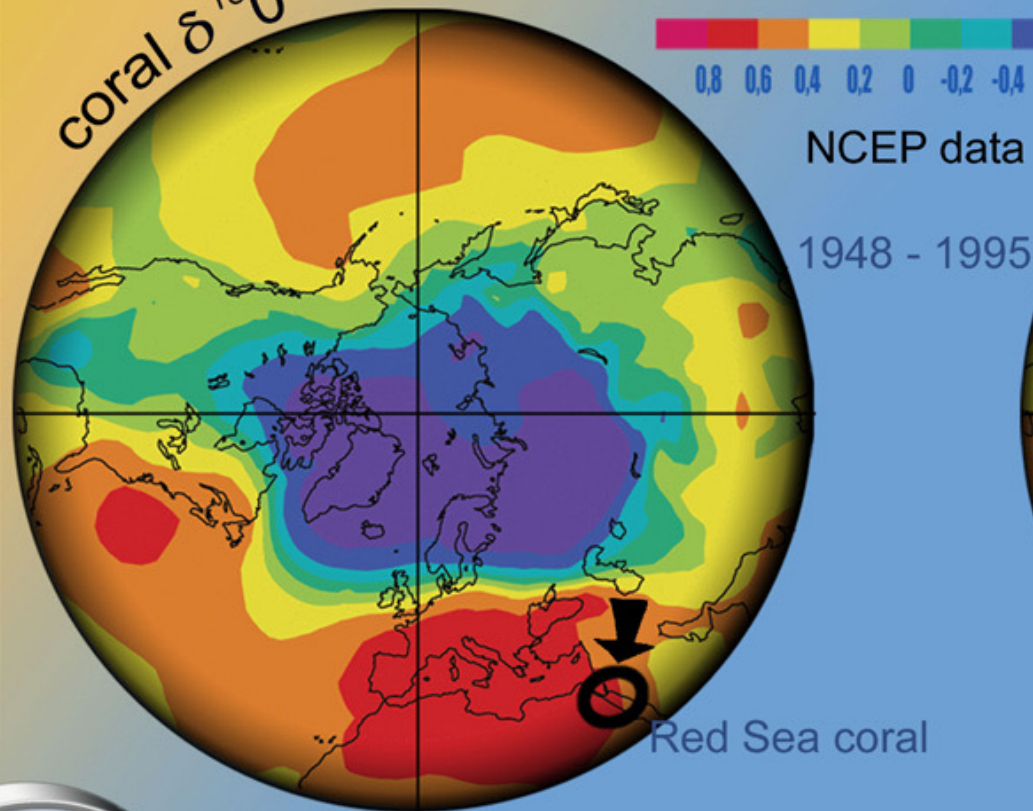 coral δ¹⁸O
0,8 0,6 0,4 0,2 0 -0,2 -0,4
NCEP data
1948 - 1995
Red Sea coral